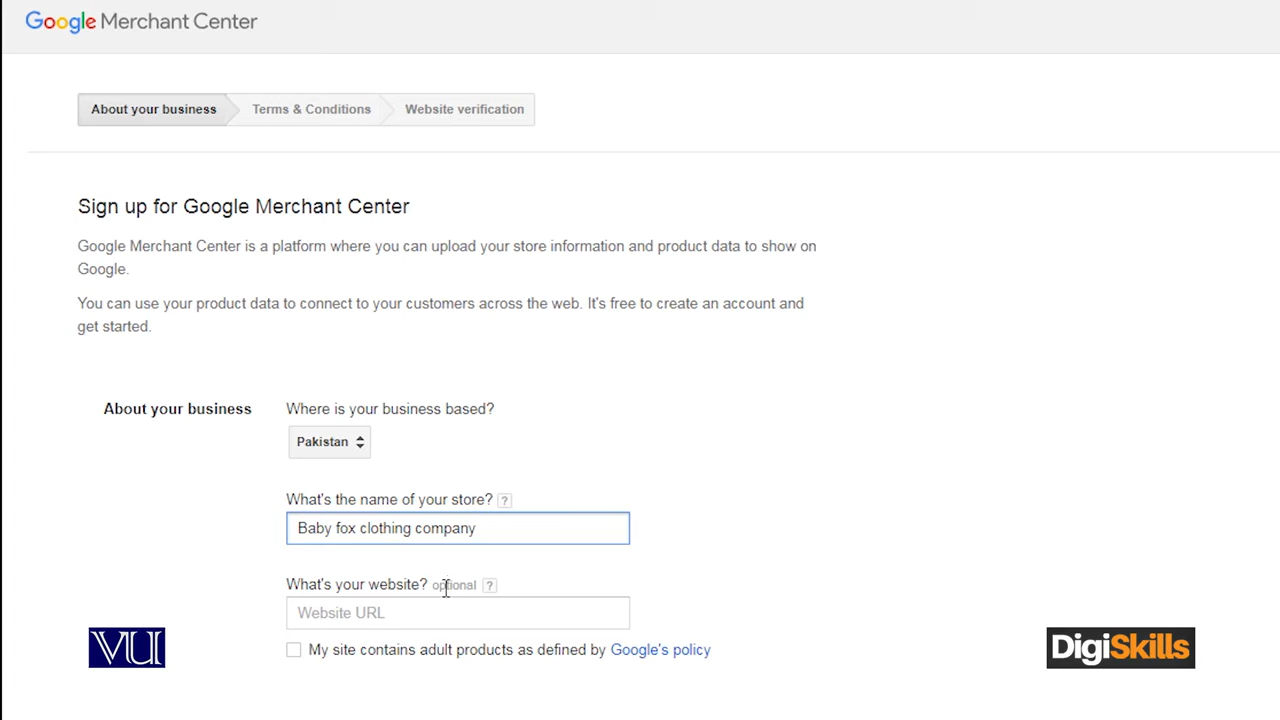 Google Merchant Center
About your business
Terms & Conditions
Website verification
Sign up for Google Merchant Center
Google Merchant Center is a platform where you can upload your store information and product data to show on
Google.
You can use your product data to connect to your customers across the web. It's free to create an account and
get started.
About your business
Where is your business based?
Pakistan
What's the name of your store? ?
Baby fox clothing company
What's your website? optional ?
Website URL
My site contains adult products as defined by Google's policy
VU
DigiSkills